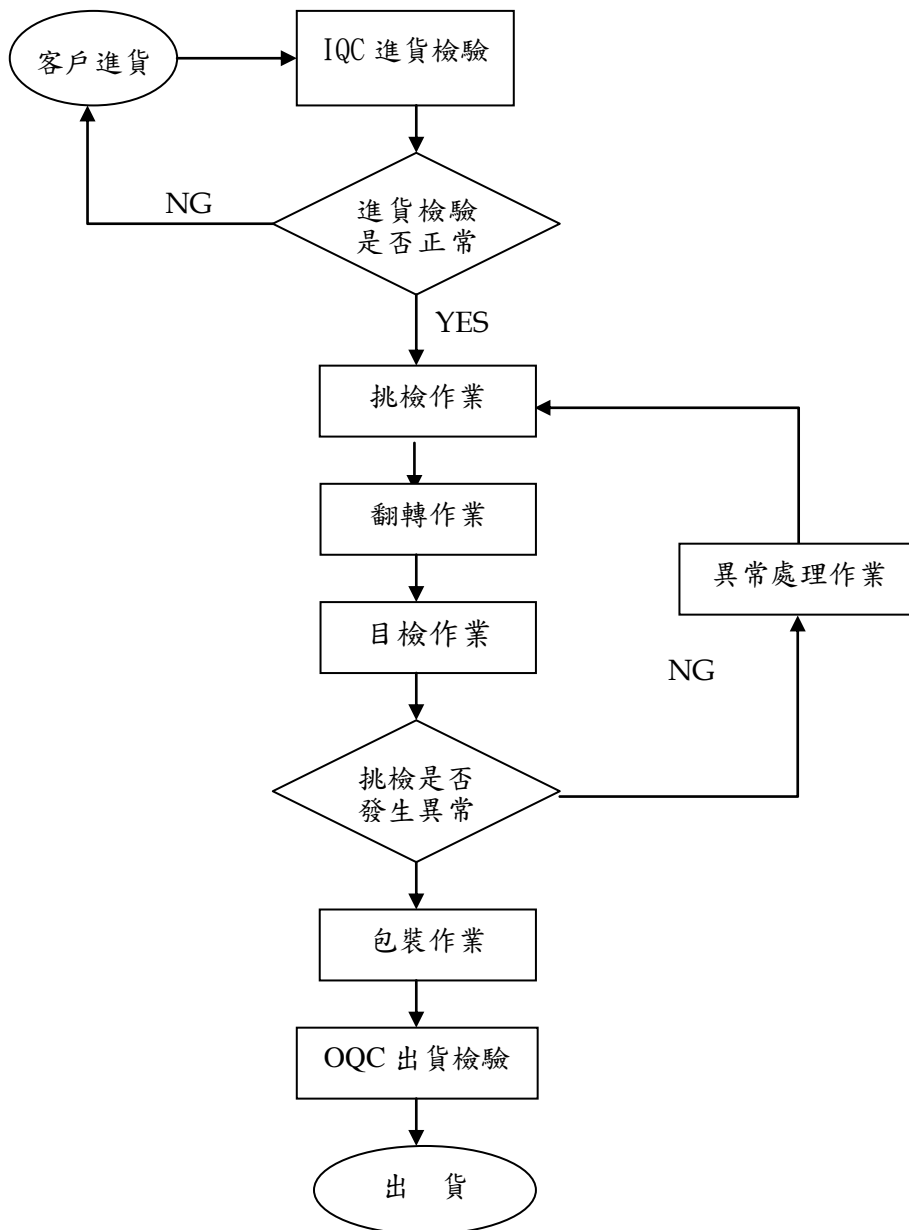 客戶進貨
IQC 進貨檢驗
NG
進貨檢驗
是否正常
YES
挑檢作業
翻轉作業
異常處理作業
目檢作業
NG
挑檢是否
發生異常
包裝作業
OQC 出貨檢驗
出 貨